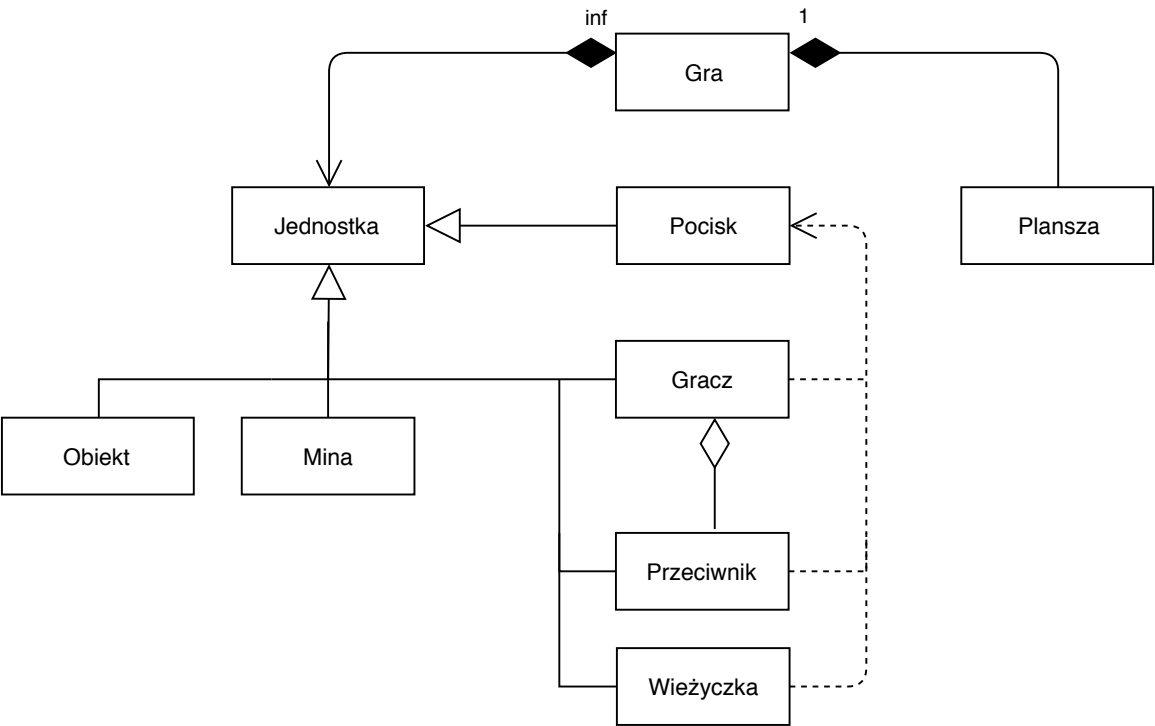 inf
1
Gra
Jednostka
Pocisk
Plansza
Gracz
Obiekt
Mina
Przeciwnik
Wieżyczka